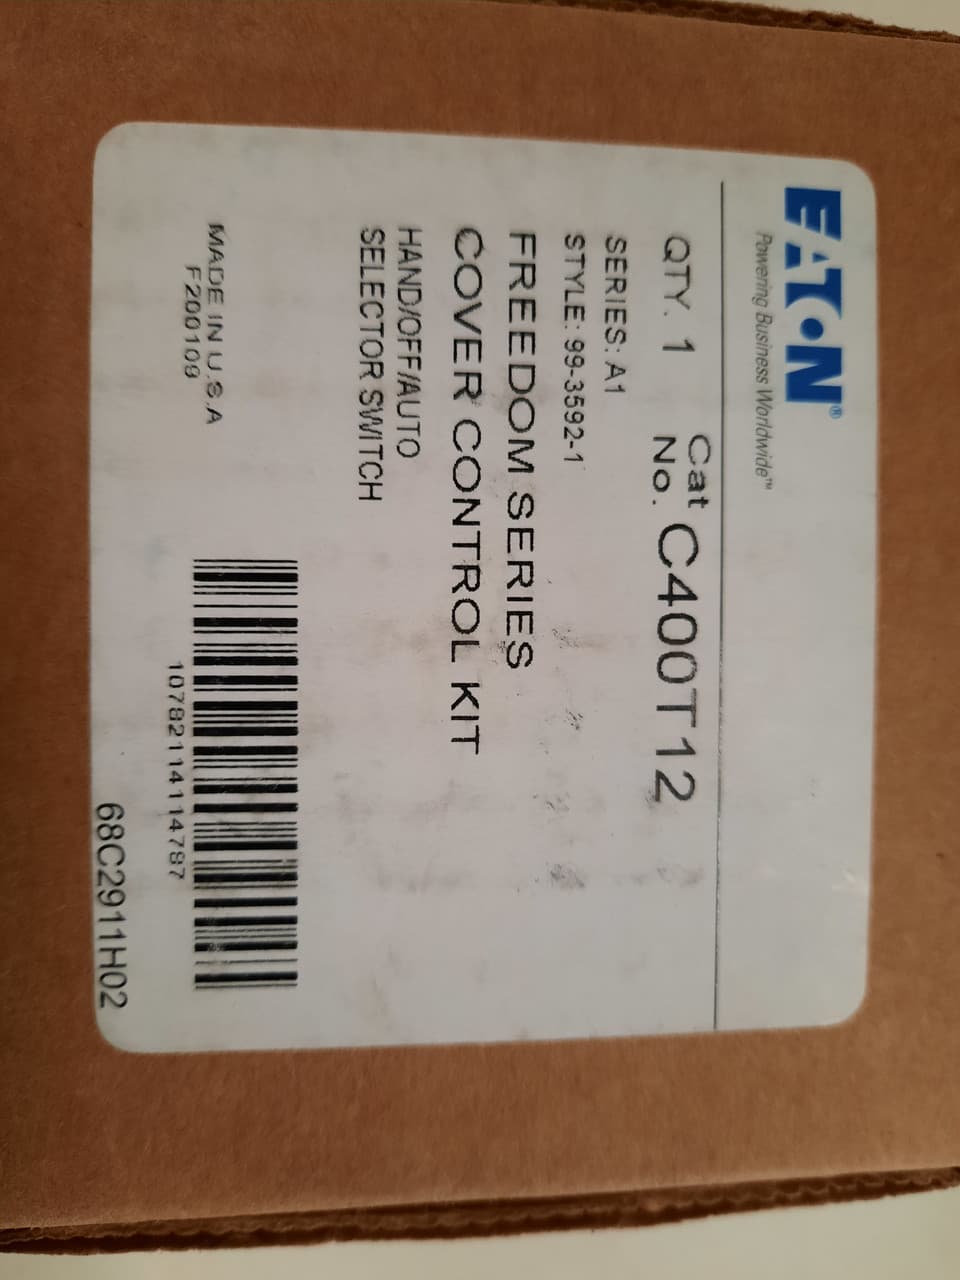 EATON®
Powering Business Worldwide™
QTY. 1 Cat No. C400T12
SERIES: A1
STYLE: 99-3592-1
FREEDOM SERIES
COVER CONTROL KIT
HAND/OFF/AUTO
SELECTOR SWITCH
MADE IN U.S.A
F200109
10782114114787
68C2911H02